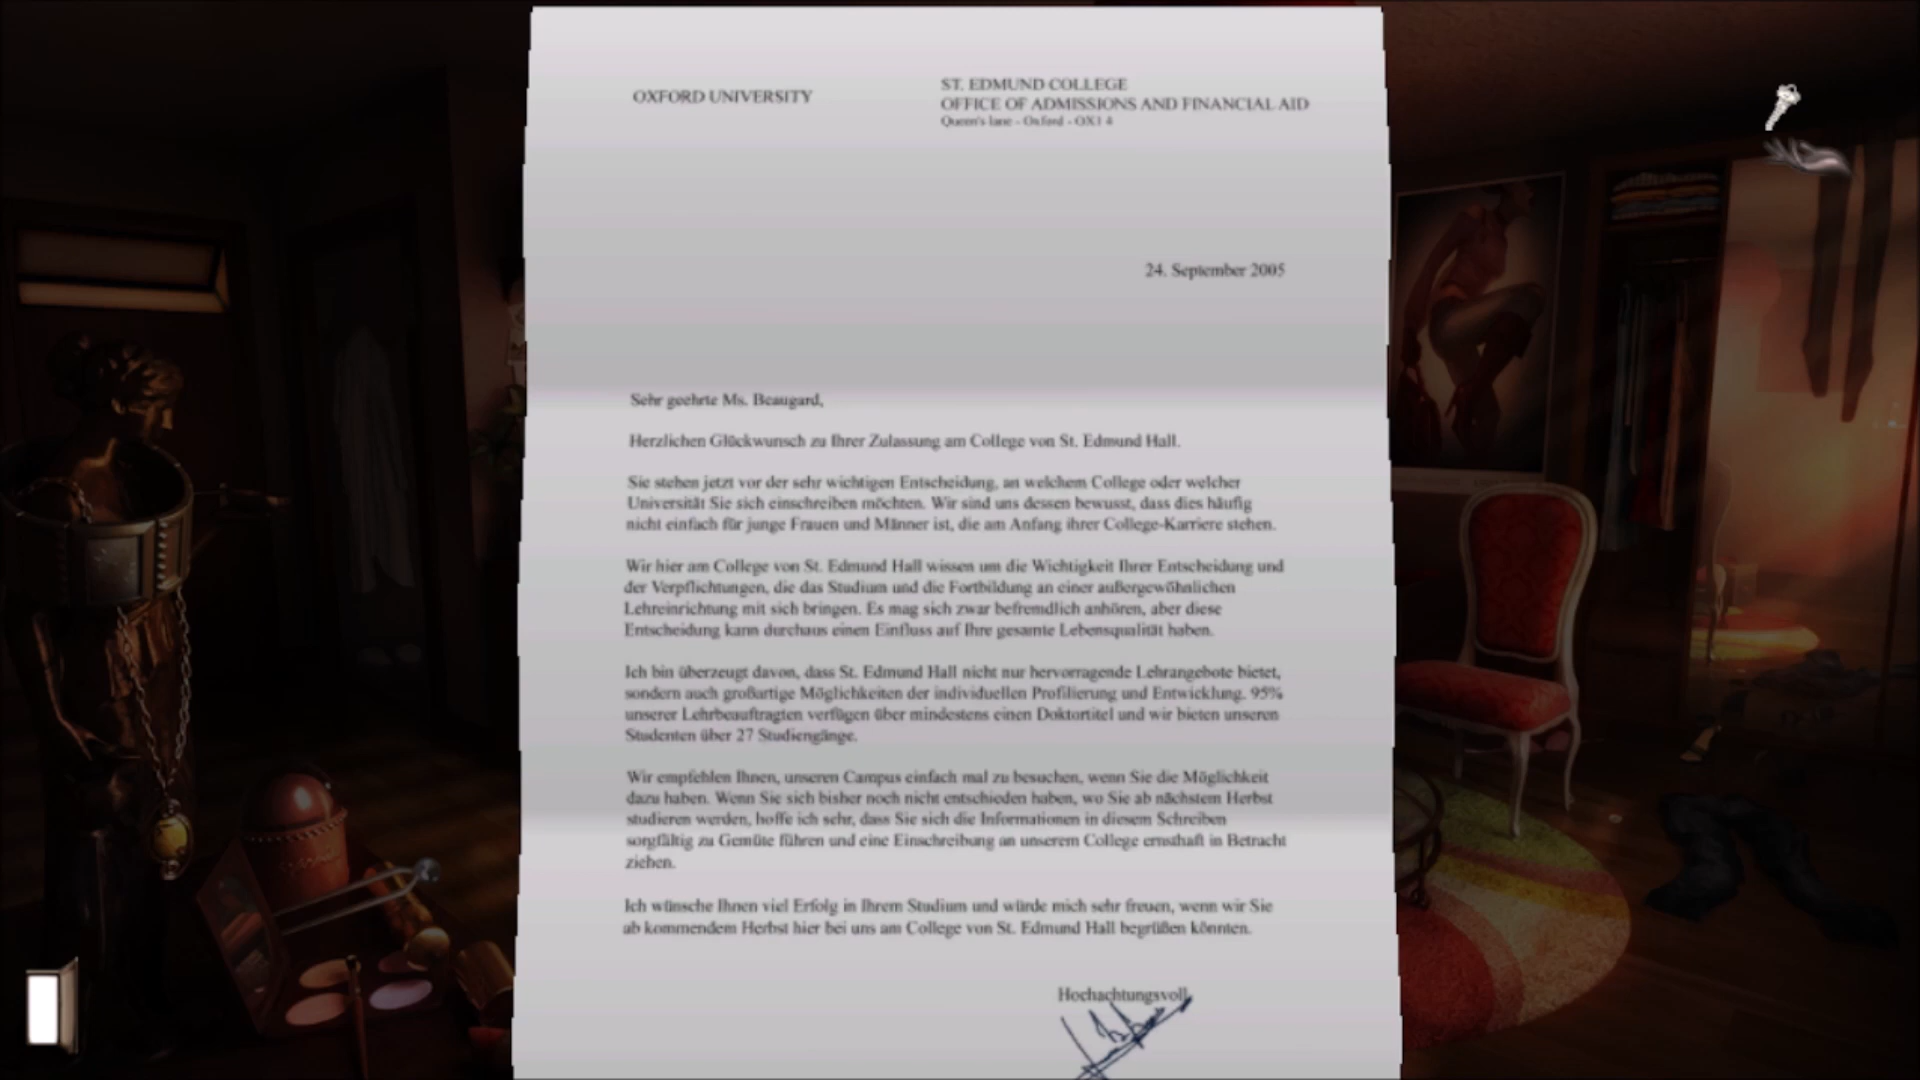 OXFORD UNIVERSITY
ST. EDMUND COLLEGE
OFFICE OF ADMISSIONS AND FINANCIAL AID
Queen's lane - Oxford - OX1 4
24. September 2005
Sehr geehrte Ms. Beaugard,
Herzlichen Glückwunsch zu Ihrer Zulassung am College von St. Edmund Hall.
Sie stehen jetzt vor der sehr wichtigen Entscheidung, an welchem College oder welcher
Universität Sie sich einschreiben möchten. Wir sind uns dessen bewusst, dass dies häufig
nicht einfach für junge Frauen und Männer ist, die am Anfang ihrer College-Karriere stehen.
Wir hier am College von St. Edmund Hall wissen um die Wichtigkeit Ihrer Entscheidung und
der Verpflichtungen, die das Studium und die Fortbildung an einer außergewöhnlichen
Lehreinrichtung mit sich bringen. Es mag sich zwar befremdlich anhören, aber diese
Entscheidung kann durchaus einen Einfluss auf Ihre gesamte Lebensqualität haben.
Ich bin überzeugt davon, dass St. Edmund Hall nicht nur hervorragende Lehrangebote bietet,
sondern auch großartige Möglichkeiten der individuellen Profilierung und Entwicklung. 95%
unserer Lehrbeauftragten verfügen über mindestens einen Doktortitel und wir bieten unseren
Studenten über 27 Studiengänge.
Wir empfehlen Ihnen, unseren Campus einfach mal zu besuchen, wenn Sie die Möglichkeit
dazu haben. Wenn Sie sich bisher noch nicht entschieden haben, wo Sie ab nächstem Herbst
studieren werden, hoffe ich sehr, dass Sie sich die Informationen in diesem Schreiben
sorgfältig zu Gemüte führen und eine Einschreibung an unserem College ernsthaft in Betracht
ziehen.
Ich wünsche Ihnen viel Erfolg in Ihrem Studium und würde mich sehr freuen, wenn wir Sie
ab kommendem Herbst hier bei uns am College von St. Edmund Hall begrüßen könnten.
Hochachtungsvoll,